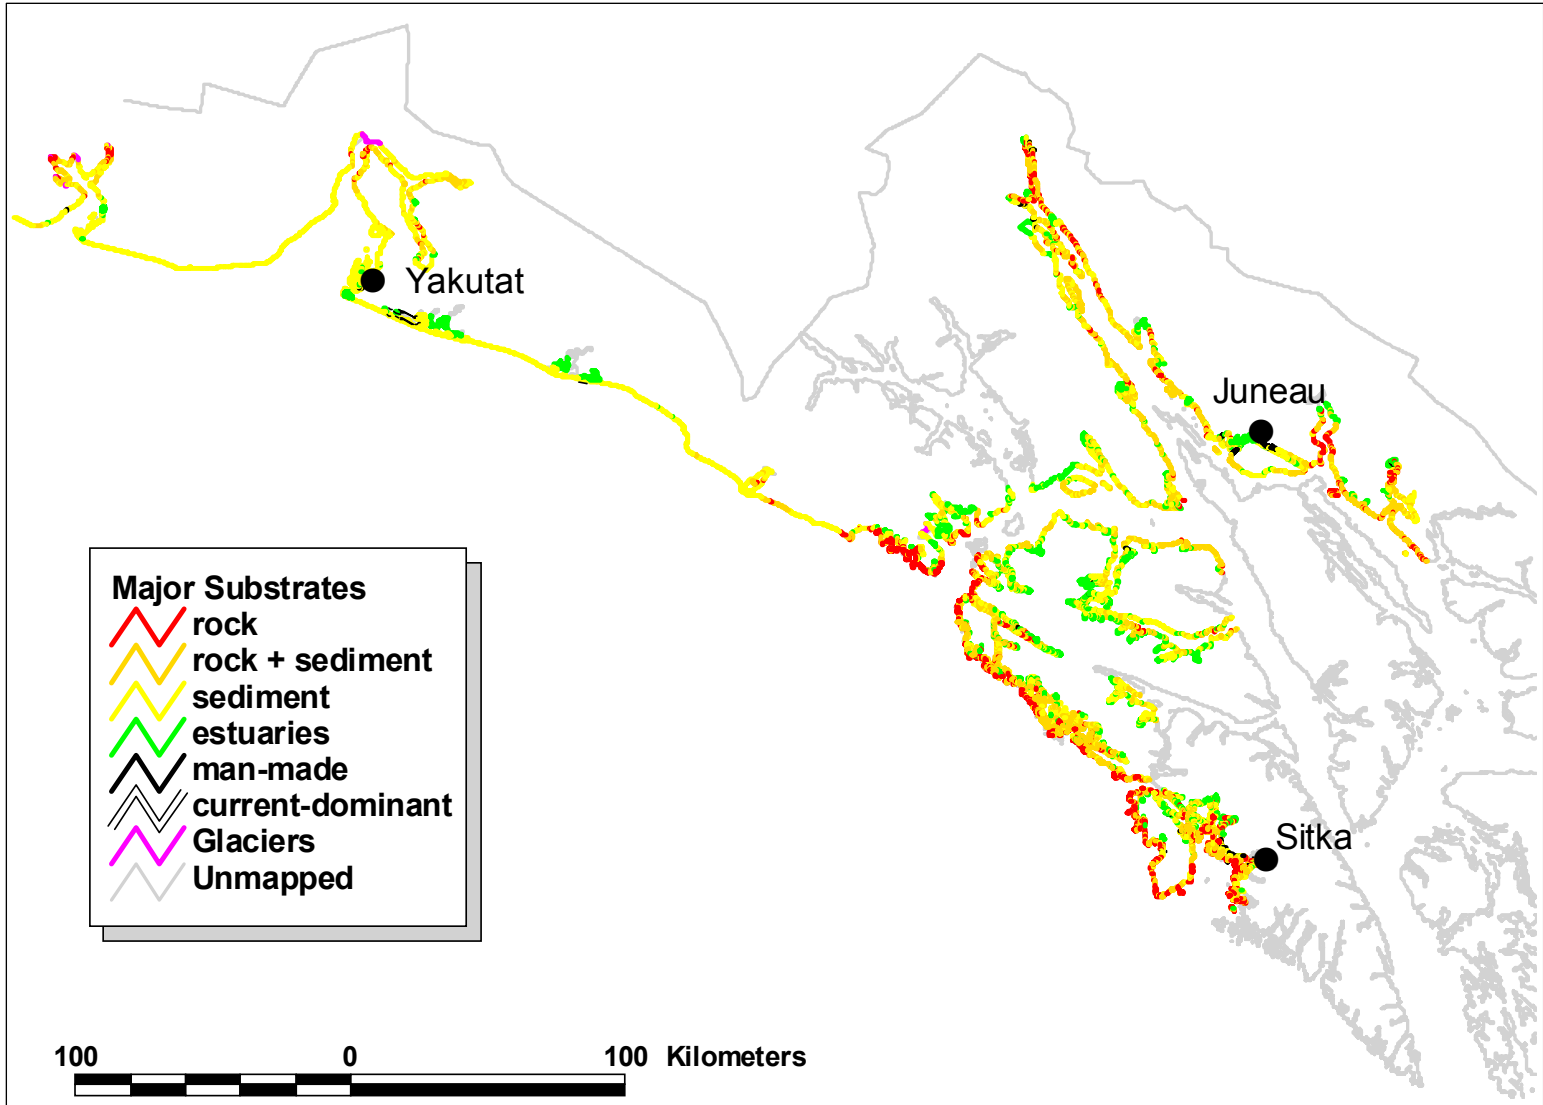 Yakutat
Juneau
Major Substrates
rock
rock + sediment
sediment
estuaries
man-made
current-dominant
Glaciers
Unmapped
Sitka
100 0 100 Kilometers